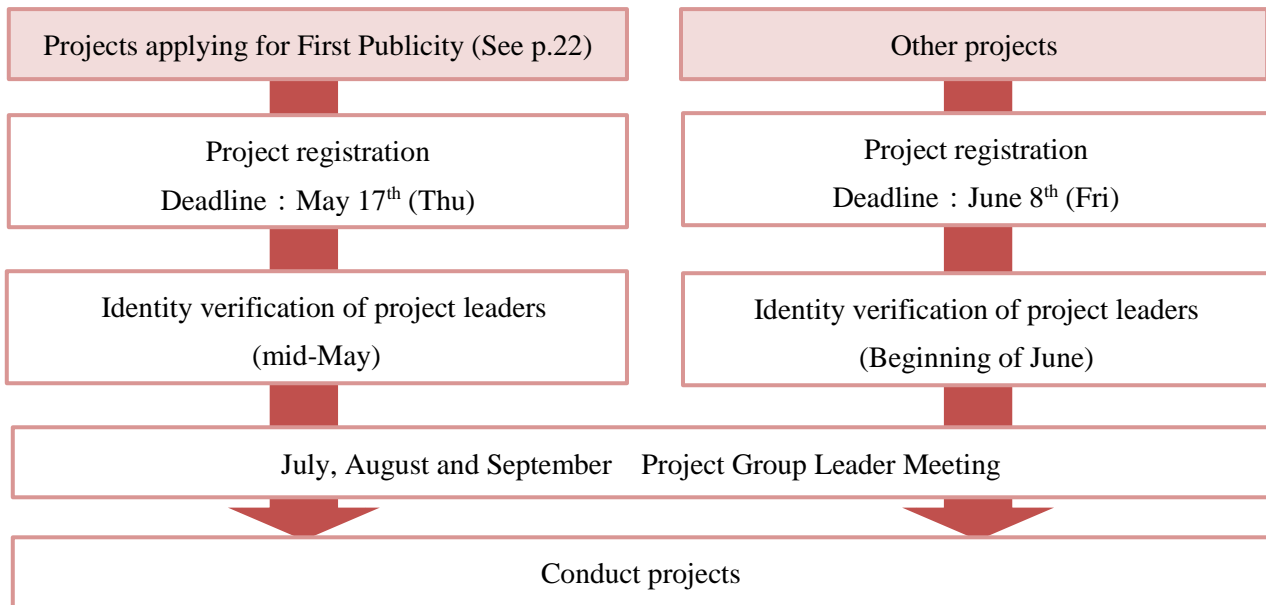 Projects applying for First Publicity (See p.22)
Other projects
Project registration
Deadline：May 17th (Thu)
Project registration
Deadline：June 8th (Fri)
Identity verification of project leaders
(mid-May)
Identity verification of project leaders
(Beginning of June)
July, August and September　Project Group Leader Meeting
Conduct projects